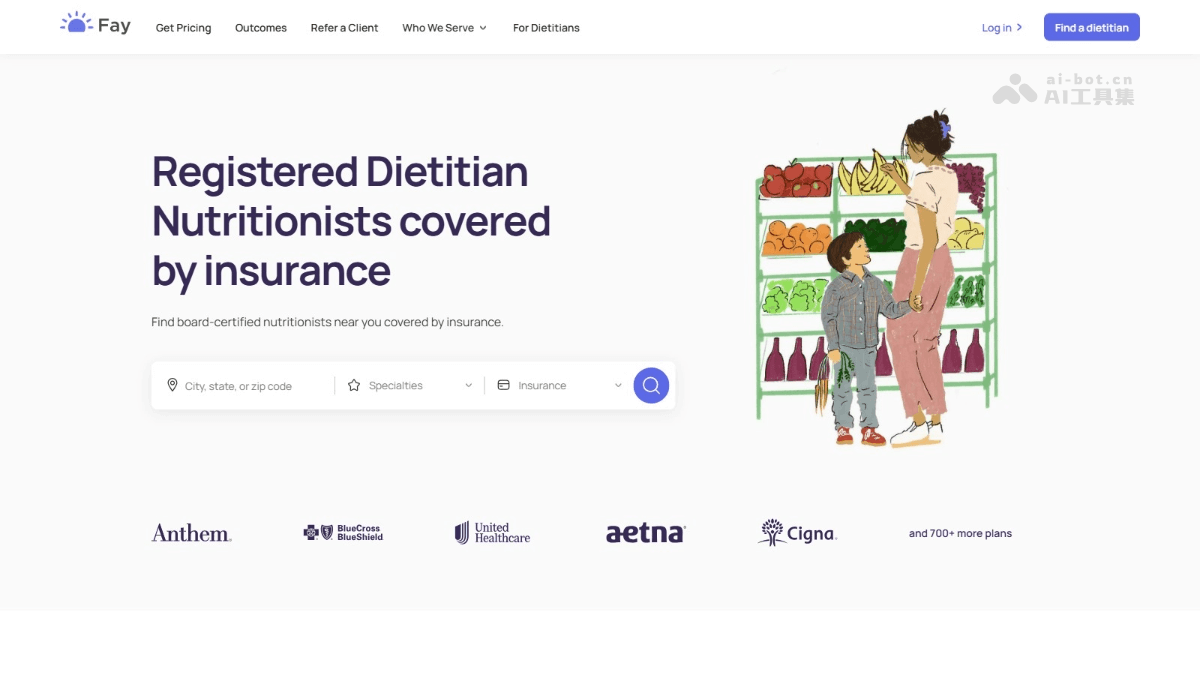 Fay
Get Pricing
Outcomes
Refer a Client
Who We Serve
For Dietitians
Log in
Find a dietitian
ai-bot.cn
AI工具集
Registered Dietitian
Nutritionists covered
by insurance
Find board-certified nutritionists near you covered by insurance.
City, state, or zip code
Specialties
Insurance
Anthem
BlueCross
BlueShield
United
Healthcare
aetna
Cigna
and 700+ more plans